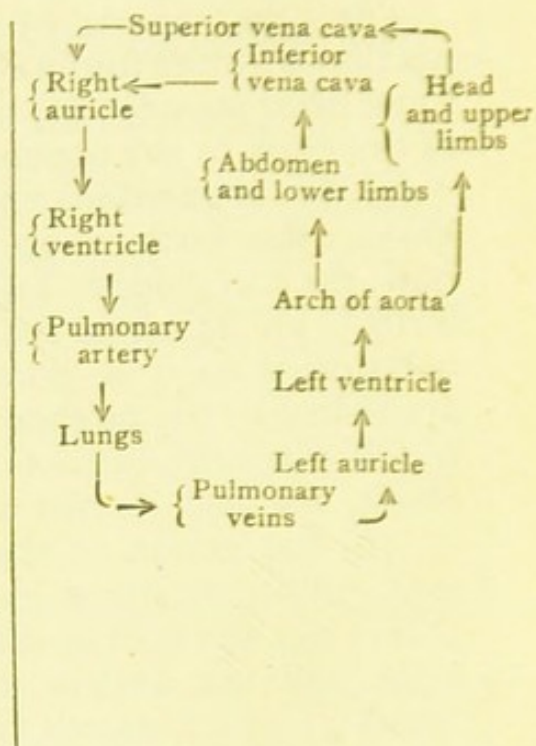 Superior vena cava
Right
auricle
Inferior
vena cava
Head
and upper
limbs
Abdomen
and lower limbs
Right
ventricle
Arch of aorta
Pulmonary
artery
Left ventricle
Lungs
Left auricle
Pulmonary
veins